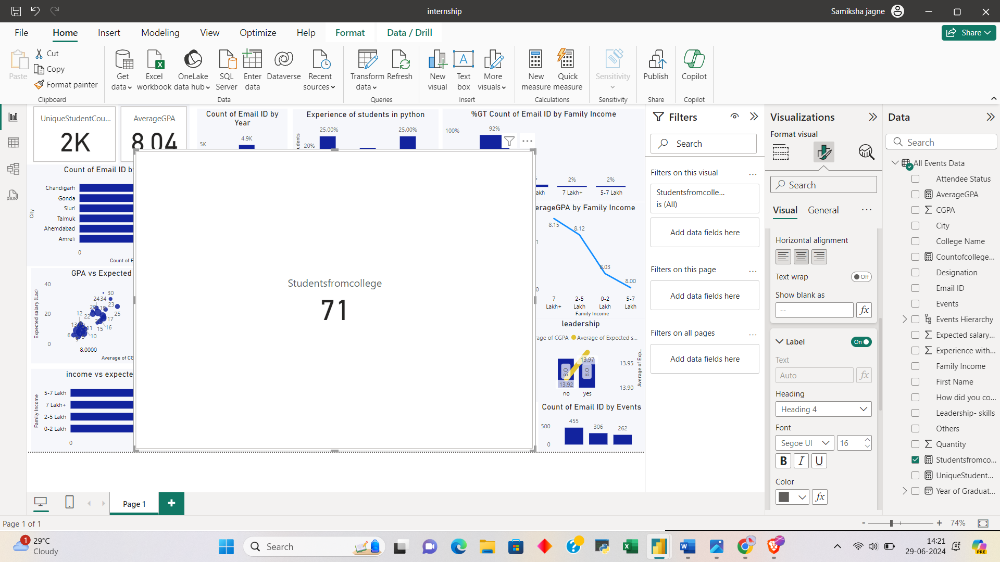 internship
Samiksha jagne
File
Home
Insert
Modeling
View
Optimize
Help
Format
Data / Drill
Share
Paste
Cut
Copy
Format painter
Clipboard
Get data
Excel workbook
OneLake data hub
SQL Server
Enter data
Dataverse
Recent sources
Data
Transform data
Refresh
Queries
New visual
Text box
More visuals
Insert
New measure
Quick measure
Calculations
Sensitivity
Sensitivity
Publish
Share
Copilot
Copilot
UniqueStudentCou...
2K
AverageGPA
8.04
Count of Email ID by Year
4.9K
5K
Experience of students in python
25.00%
25.00%
20%
%GT Count of Email ID by Family Income
100%
92%
2%
2%
7 Lakh+
5-7 Lakh
Count of Email ID by
City
Chandigarh
Gonda
Siuri
Talmuk
Ahemdabad
Amreli
0
Count of E
GPA vs Expected
Expected salary (Lac)
40
20
0
30
24 34
23
25
12
22
17
16
15
11
10
6
8.0000
Average of CG
income vs expecte
Family Income
5-7 Lakh
7 Lakh+
2-5 Lakh
0-2 Lakh
0
Studentsfromcollege
71
erageGPA by Family Income
8.15
8.12
8.03
8.00
7 Lakh+
2-5 Lakh
0-2 Lakh
5-7 Lakh
Family Income
leadership
rage of CGPA
Average of Expected s...
13.97
13.92
8.0
8.0
13.95
13.90
Average of Exp...
no
yes
Count of Email ID by Events
500
0
455
306
262
Filters
Search
Filters on this visual
Studentsfromcolle...
is (All)
Add data fields here
Filters on this page
Add data fields here
Filters on all pages
Add data fields here
Visualizations
Format visual
Search
Visual
General
Horizontal alignment
Text wrap
Off
Show blank as
--
fx
Label
On
Text
Auto
fx
Heading
Heading 4
Font
Segoe UI
16
B I U
Color
fx
Data
Search
All Events Data
Attendee Status
AverageGPA
CGPA
City
College Name
Countofcollege...
Designation
Email ID
Events
Events Hierarchy
Expected salary...
Experience with...
Family Income
First Name
How did you co...
Leadership- skills
Others
Quantity
Studentsfromco...
UniqueStudent...
Year of Graduat...
Page 1
Page 1 of 1
- + 74%
1
29°C
Cloudy
Search
14:21
29-06-2024
PRE